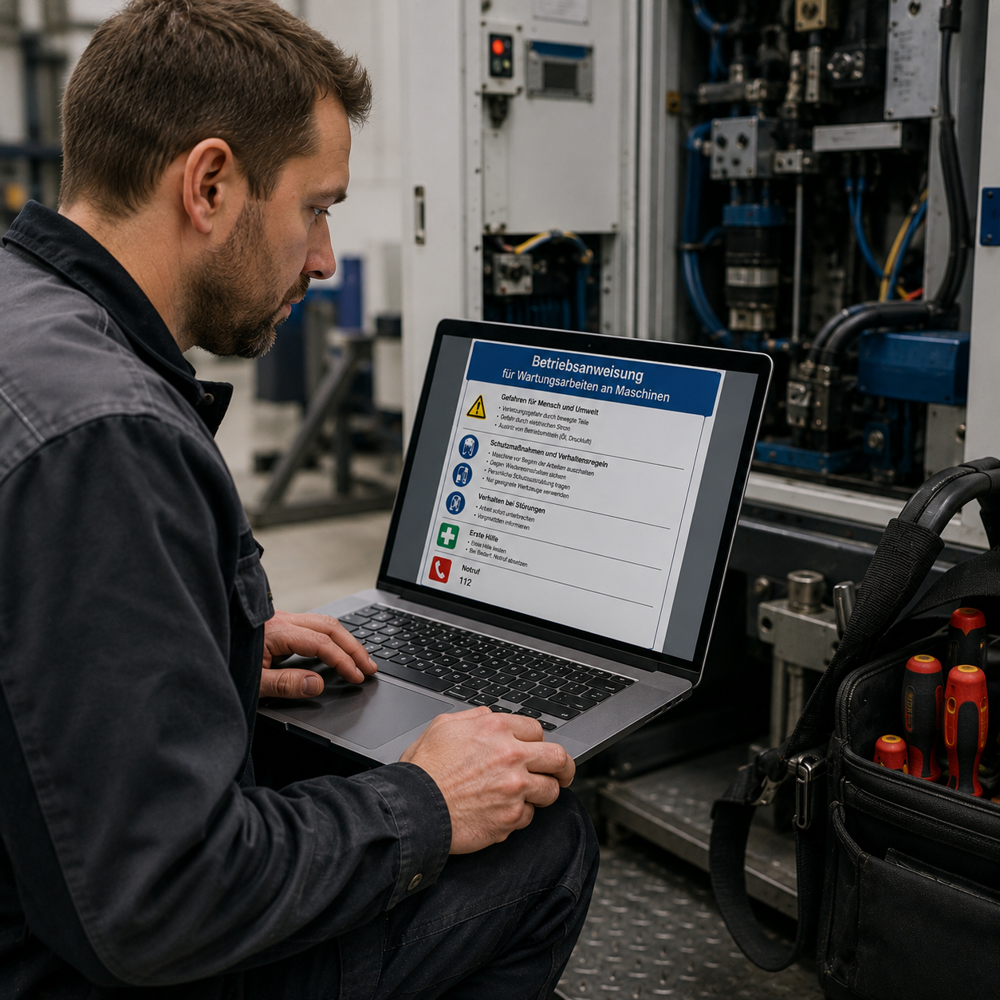 Betriebsanweisung
für Wartungsarbeiten an Maschinen
Gefahren für Mensch und Umwelt
• Verletzungsgefahr durch bewegte Teile
• Gefahr durch elektrischen Strom
• Austritt von Betriebsmitteln (Öl, Druckluft)
Schutzmaßnahmen und Verhaltensregeln
• Maschine vor Beginn der Arbeiten ausschalten
• Gegen Wiedereinschalten sichern
• Persönliche Schutzausrüstung tragen
• Nur geeignete Werkzeuge verwenden
Verhalten bei Störungen
• Arbeit sofort unterbrechen
• Vorgesetzten informieren
Erste Hilfe
• Erste Hilfe leisten
• Bei Bedarf: Notruf absetzen
Notruf
112